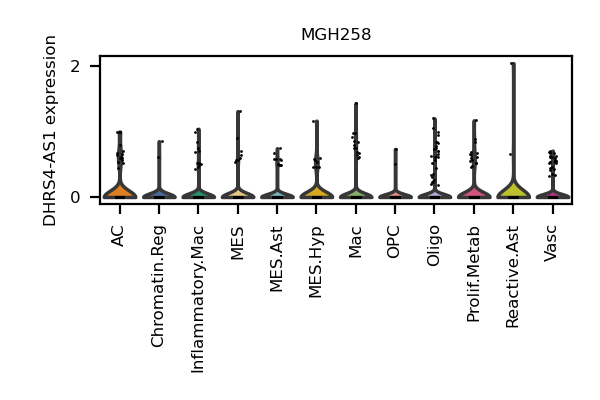 MGH258
DHRS4-AS1 expression
2
0
AC
Chromatin.Reg
Inflammatory.Mac
MES
MES.Ast
MES.Hyp
Mac
OPC
Oligo
Prolif.Metab
Reactive.Ast
Vasc